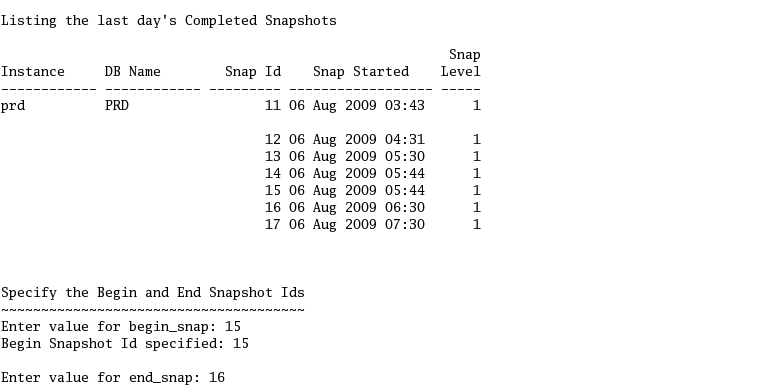 Listing the last day's Completed Snapshots
Snap
Instance DB Name Snap Id Snap Started Level
------------ ------------ --------- ------------------ -----
prd PRD 11 06 Aug 2009 03:43 1
12 06 Aug 2009 04:31 1
13 06 Aug 2009 05:30 1
14 06 Aug 2009 05:44 1
15 06 Aug 2009 05:44 1
16 06 Aug 2009 06:30 1
17 06 Aug 2009 07:30 1
Specify the Begin and End Snapshot Ids
~~~~~~~~~~~~~~~~~~~~~~~~~~~~~~~~~~~~~~
Enter value for begin_snap: 15
Begin Snapshot Id specified: 15
Enter value for end_snap: 16